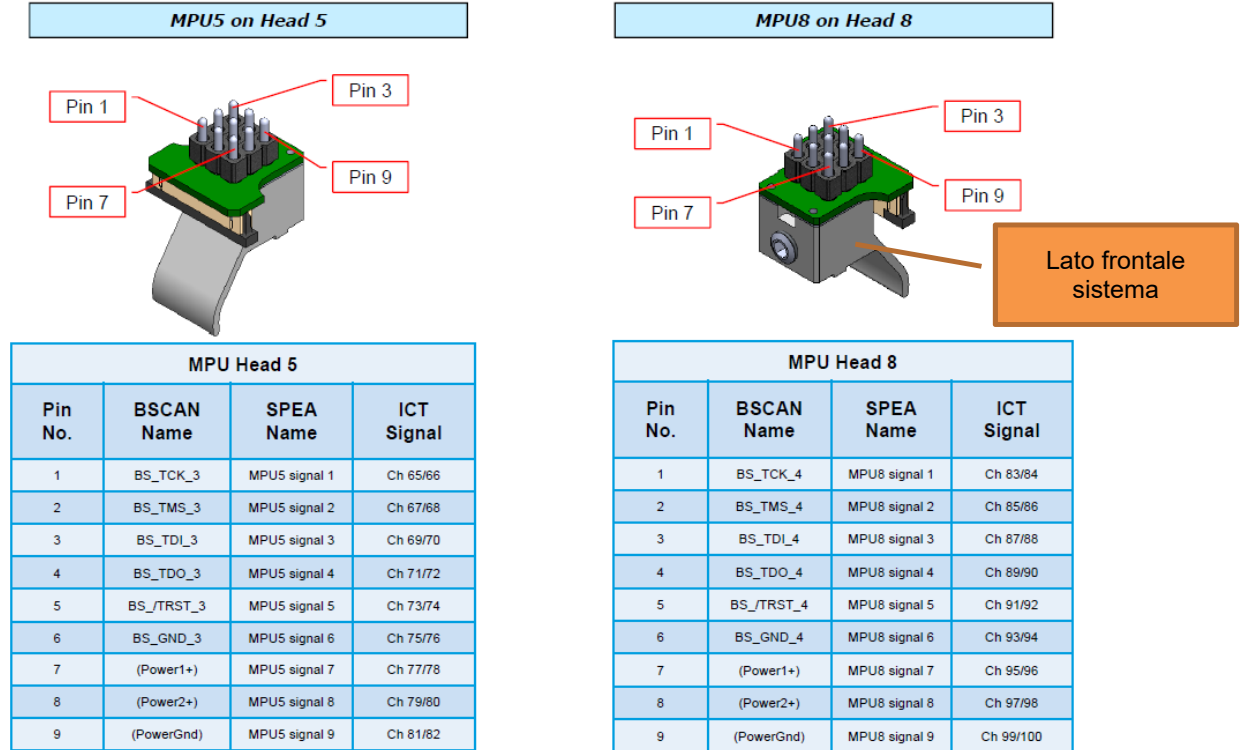 MPU5 on Head 5
Pin 1
Pin 3
Pin 7
Pin 9
MPU Head 5
Pin No. BSCAN Name SPEA Name ICT Signal
1 BS_TCK_3 MPU5 signal 1 Ch 65/66
2 BS_TMS_3 MPU5 signal 2 Ch 67/68
3 BS_TDI_3 MPU5 signal 3 Ch 69/70
4 BS_TDO_3 MPU5 signal 4 Ch 71/72
5 BS_/TRST_3 MPU5 signal 5 Ch 73/74
6 BS_GND_3 MPU5 signal 6 Ch 75/76
7 (Power1+) MPU5 signal 7 Ch 77/78
8 (Power2+) MPU5 signal 8 Ch 79/80
9 (PowerGnd) MPU5 signal 9 Ch 81/82
MPU8 on Head 8
Pin 1
Pin 3
Pin 7
Pin 9
Lato frontale
sistema
MPU Head 8
Pin No. BSCAN Name SPEA Name ICT Signal
1 BS_TCK_4 MPU8 signal 1 Ch 83/84
2 BS_TMS_4 MPU8 signal 2 Ch 85/86
3 BS_TDI_4 MPU8 signal 3 Ch 87/88
4 BS_TDO_4 MPU8 signal 4 Ch 89/90
5 BS_/TRST_4 MPU8 signal 5 Ch 91/92
6 BS_GND_4 MPU8 signal 6 Ch 93/94
7 (Power1+) MPU8 signal 7 Ch 95/96
8 (Power2+) MPU8 signal 8 Ch 97/98
9 (PowerGnd) MPU8 signal 9 Ch 99/100